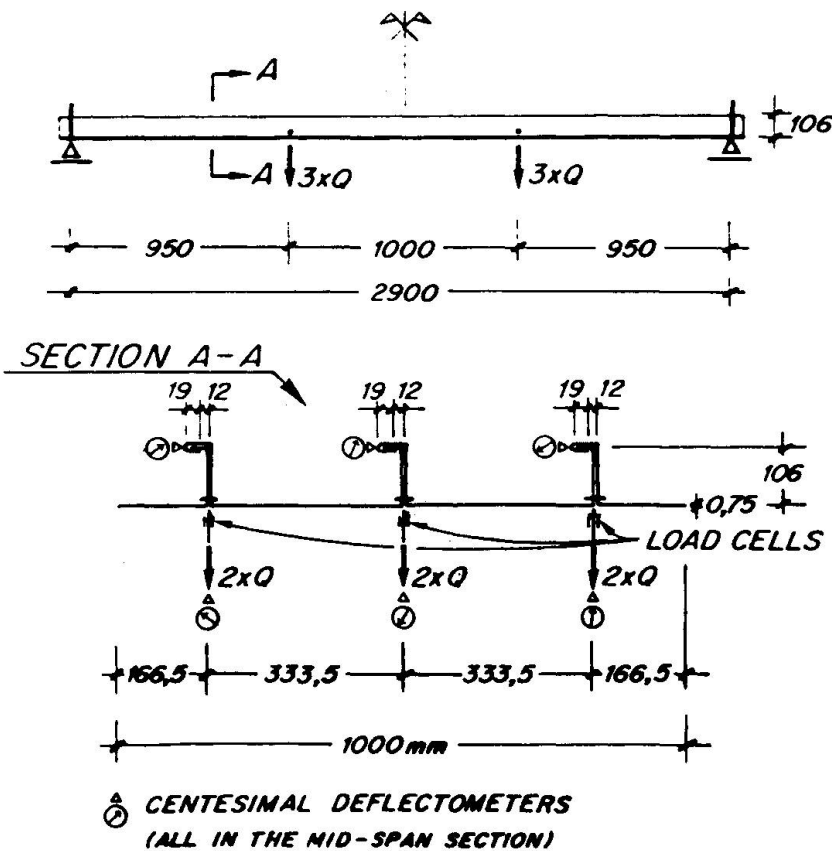 A
106
A
3xQ
3xQ
950
1000
950
2900
SECTION A-A
19
12
19
12
19
12
106
0,75
LOAD CELLS
2xQ
2xQ
2xQ
166,5
333,5
333,5
166,5
1000mm
CENTESIMAL DEFLECTOMETERS
(ALL IN THE MID-SPAN SECTION)